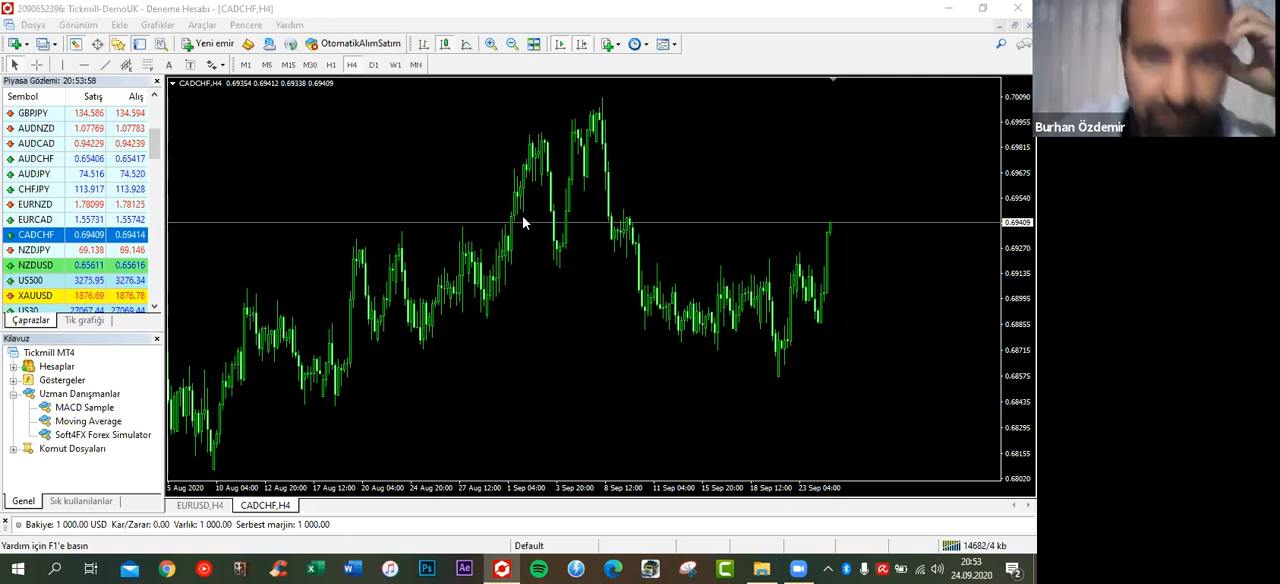 2090652396: Tickmill-DemoUK - Deneme Hesabı - [CADCHF,H4]
Dosya Görünüm Ekle Grafikler Araçlar Pencere Yardım
Yeni emir OtomatikAlımSatım
A T M1 M5 M15 M30 H1 H4 D1 W1 MN
Piyasa Gözlemi: 20:53:58
Sembol Satış Alış
GBPJPY 134.586 134.594
AUDNZD 1.07769 1.07783
AUDCAD 0.94229 0.94239
AUDCHF 0.65406 0.65417
AUDJPY 74.516 74.520
CHFJPY 113.917 113.928
EURNZD 1.78099 1.78125
EURCAD 1.55731 1.55742
CADCHF 0.69409 0.69414
NZDJPY 69.138 69.146
NZDUSD 0.65611 0.65616
US500 3275.95 3276.34
XAUUSD 1876.69 1876.78
US30 27067.44 27069.44
Çaprazlar Tik grafiği
Kılavuz
Tickmill MT4
Hesaplar
Göstergeler
Uzman Danışmanlar
MACD Sample
Moving Average
Soft4FX Forex Simulator
Komut Dosyaları
Genel Sık kullanılanlar
CADCHF,H4 0.69354 0.69412 0.69338 0.69409
0.70090
0.69955
0.69815
0.69675
0.69540
0.69409
0.69270
0.69135
0.68995
0.68855
0.68715
0.68575
0.68435
0.68295
0.68155
0.68020
5 Aug 2020 10 Aug 04:00 12 Aug 20:00 17 Aug 12:00 20 Aug 04:00 24 Aug 20:00 27 Aug 12:00 1 Sep 04:00 3 Sep 20:00 8 Sep 12:00 11 Sep 04:00 15 Sep 20:00 18 Sep 12:00 23 Sep 04:00
EURUSD,H4 CADCHF,H4
Bakiye: 1 000.00 USD Kar/Zarar: 0.00 Varlık: 1 000.00 Serbest marjin: 1 000.00
Yardım için F1'e basın Default 14682/4 kb
Ps Ae
20:53
24.09.2020
2
Burhan Özdemir